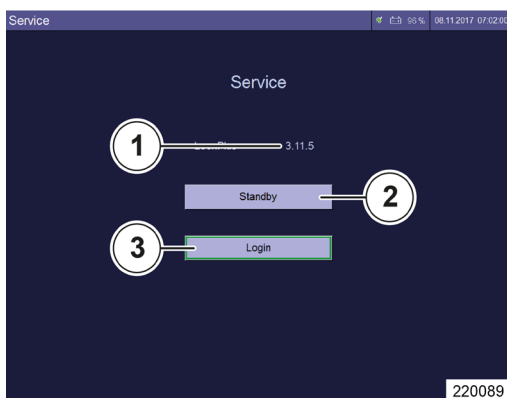 Service
96 % 08.11.2017 07:02:00
Service
1
3.11.5
Standby
2
3
Login
220089